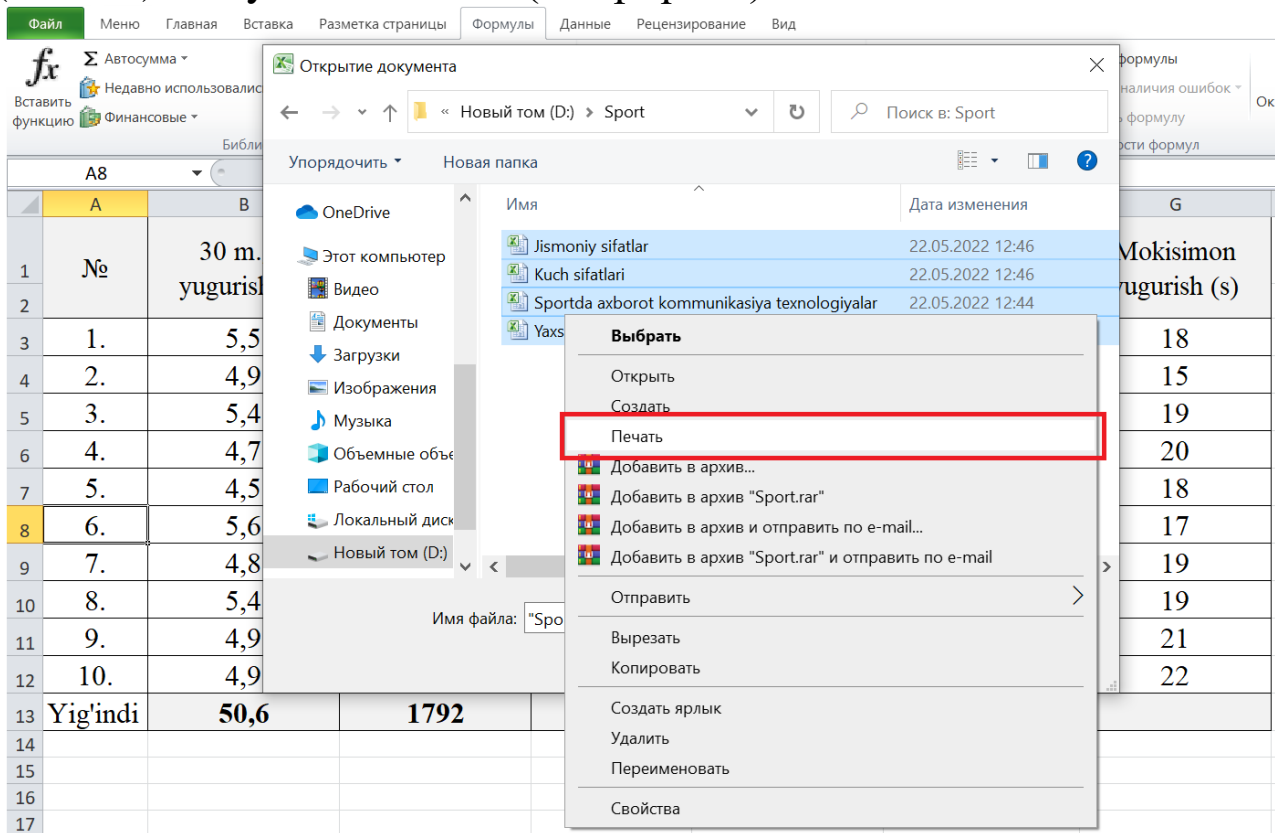 Файл Меню Главная Вставка Разметка страницы Формулы Данные Рецензирование Вид
fx Вставить функцию
Σ Автосумма
Недавно использовалис
Финансовые
Библи
формулы
наличия ошибок
формулу
ости формул
Ок
A8
Открытие документа
« Новый том (D:) › Sport
Поиск в: Sport
Упорядочить Новая папка
OneDrive
Этот компьютер
Видео
Документы
Загрузки
Изображения
Музыка
Объемные объе
Рабочий стол
Локальный диск
Новый том (D:)
Имя Дата изменения
Jismoniy sifatlar 22.05.2022 12:46
Kuch sifatlari 22.05.2022 12:46
Sportda axborot kommunikasiya texnologiyalar 22.05.2022 12:44
Yaxs
Имя файла: "Spo
Выбрать
Открыть
Создать
Печать
Добавить в архив...
Добавить в архив "Sport.rar"
Добавить в архив и отправить по e-mail...
Добавить в архив "Sport.rar" и отправить по e-mail
Отправить
Вырезать
Копировать
Создать ярлык
Удалить
Переименовать
Свойства
A B G
1 2 № 30 m. yugurish Mokisimon yugurish (s)
3 1. 5,5 18
4 2. 4,9 15
5 3. 5,4 19
6 4. 4,7 20
7 5. 4,5 18
8 6. 5,6 17
9 7. 4,8 19
10 8. 5,4 19
11 9. 4,9 21
12 10. 4,9 22
13 Yig'indi 50,6 1792
14
15
16
17